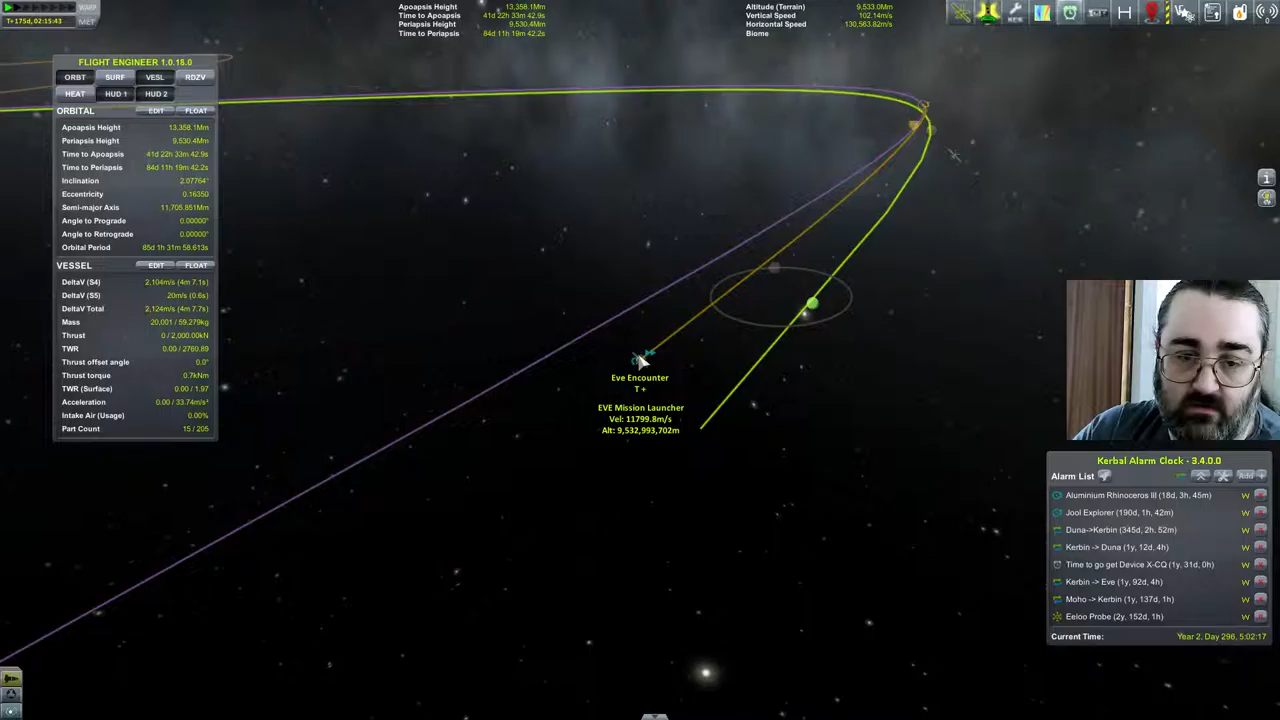 WARP
T+175d, 02:15:43
MET
Apoapsis Height 13,358.1Mm
Time to Apoapsis 41d 22h 33m 42.9s
Periapsis Height 9,530.4Mm
Time to Periapsis 84d 11h 19m 42.2s
Altitude (Terrain) 9,533.0Mm
Vertical Speed 102.14m/s
Horizontal Speed 130,563.82m/s
Biome
FLIGHT ENGINEER 1.0.18.0
ORBT SURF VESL RDZV
HEAT HUD 1 HUD 2
ORBITAL EDIT FLOAT
Apoapsis Height 13,358.1Mm
Periapsis Height 9,530.4Mm
Time to Apoapsis 41d 22h 33m 42.9s
Time to Periapsis 84d 11h 19m 42.2s
Inclination 2.07764°
Eccentricity 0.16350
Semi-major Axis 11,705.851Mm
Angle to Prograde 0.00000°
Angle to Retrograde 0.00000°
Orbital Period 85d 1h 31m 58.613s
VESSEL EDIT FLOAT
DeltaV (S4) 2,104m/s (4m 7.1s)
DeltaV (S5) 20m/s (0.6s)
DeltaV Total 2,124m/s (4m 7.7s)
Mass 20,001 / 59,279kg
Thrust 0 / 2,000.00kN
TWR 0.00 / 2760.89
Thrust offset angle 0.0°
Thrust torque 0.7kNm
TWR (Surface) 0.00 / 1.97
Acceleration 0.00 / 33.74m/s²
Intake Air (Usage) 0.00%
Part Count 15 / 205
Eve Encounter
T +
EVE Mission Launcher
Vel: 11799.8m/s
Alt: 9,532,993,702m
Kerbal Alarm Clock - 3.4.0.0
Alarm List Add +
Aluminium Rhinoceros III (18d, 3h, 45m) W
Jool Explorer (190d, 1h, 42m) W
Duna->Kerbin (345d, 2h, 52m) W
Kerbin -> Duna (1y, 12d, 4h) W
Time to go get Device X-CQ (1y, 31d, 0h) W
Kerbin -> Eve (1y, 92d, 4h) W
Moho -> Kerbin (1y, 137d, 1h) W
Eeloo Probe (2y, 152d, 1h) W
Current Time: Year 2, Day 296, 5:02:17